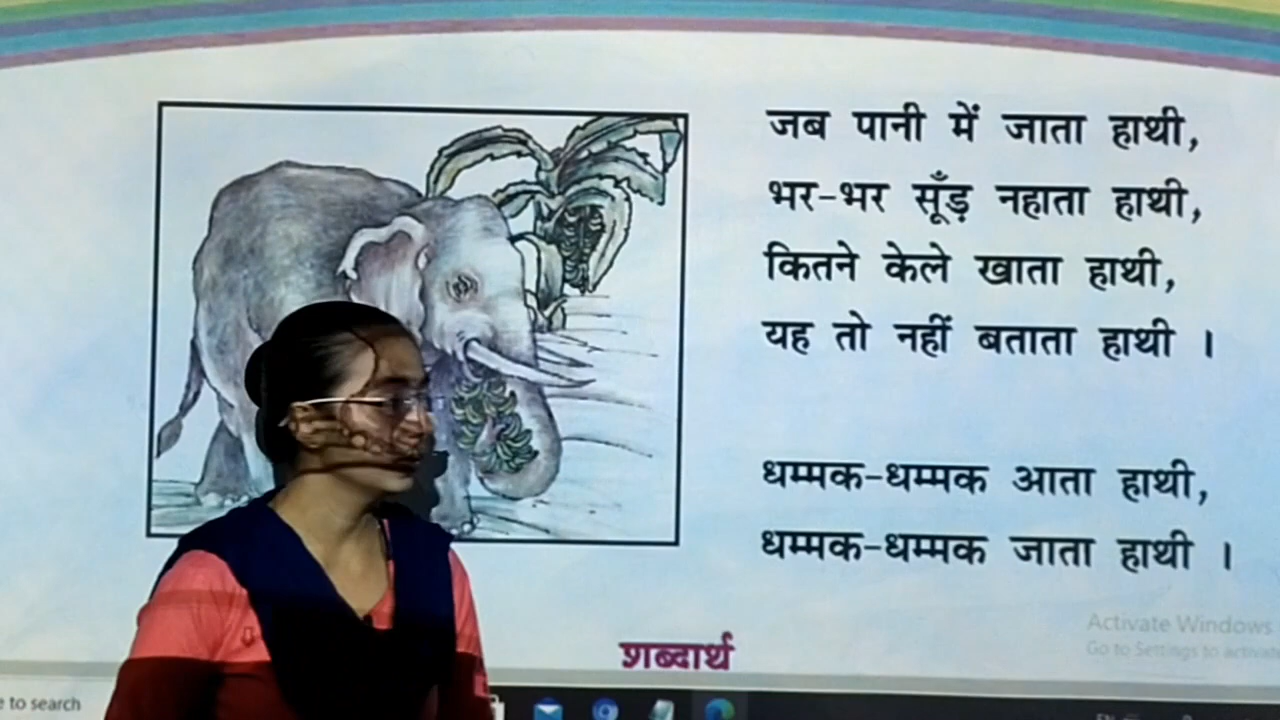 जब पानी में जाता हाथी,
भर-भर सूँड़ नहाता हाथी,
कितने केले खाता हाथी,
यह तो नहीं बताता हाथी ।
धम्मक-धम्मक आता हाथी,
धम्मक-धम्मक जाता हाथी ।
शब्दार्थ
Activate Windows
Go to Settings to activate
e to search